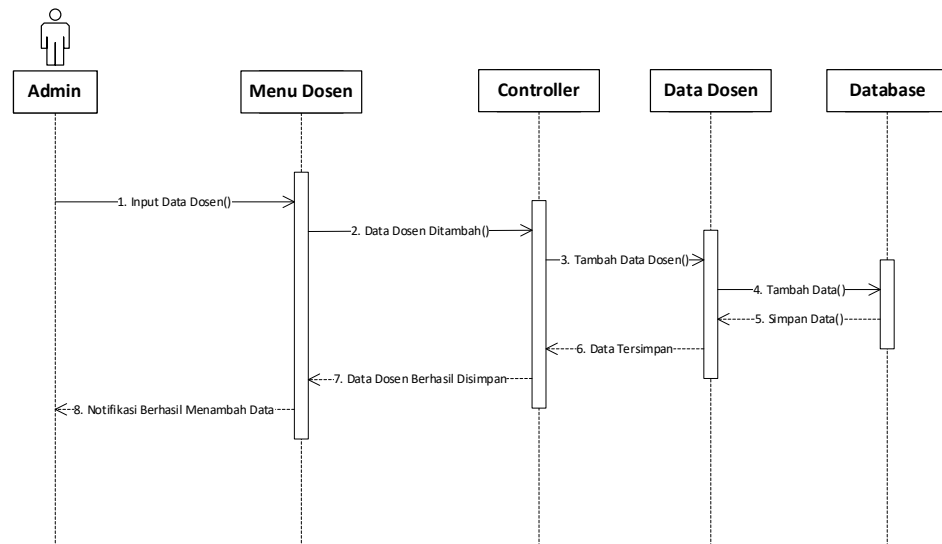 Admin
Menu Dosen
Controller
Data Dosen
Database
1. Input Data Dosen()
2. Data Dosen Ditambah()
3. Tambah Data Dosen()
4. Tambah Data()
5. Simpan Data()
6. Data Tersimpan
7. Data Dosen Berhasil Disimpan
8. Notifikasi Berhasil Menambah Data